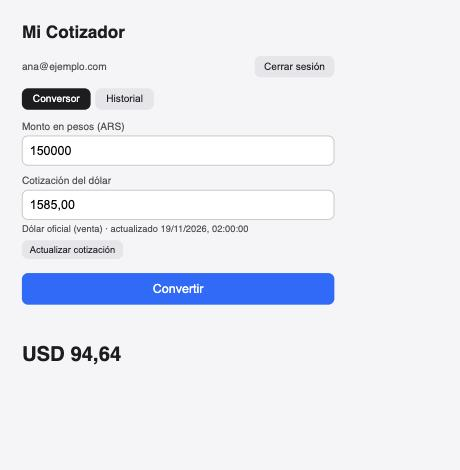 Mi Cotizador
ana@ejemplo.com
Cerrar sesión
Conversor
Historial
Monto en pesos (ARS)
150000
Cotización del dólar
1585,00
Dólar oficial (venta) · actualizado 19/11/2026, 02:00:00
Actualizar cotización
Convertir
USD 94,64